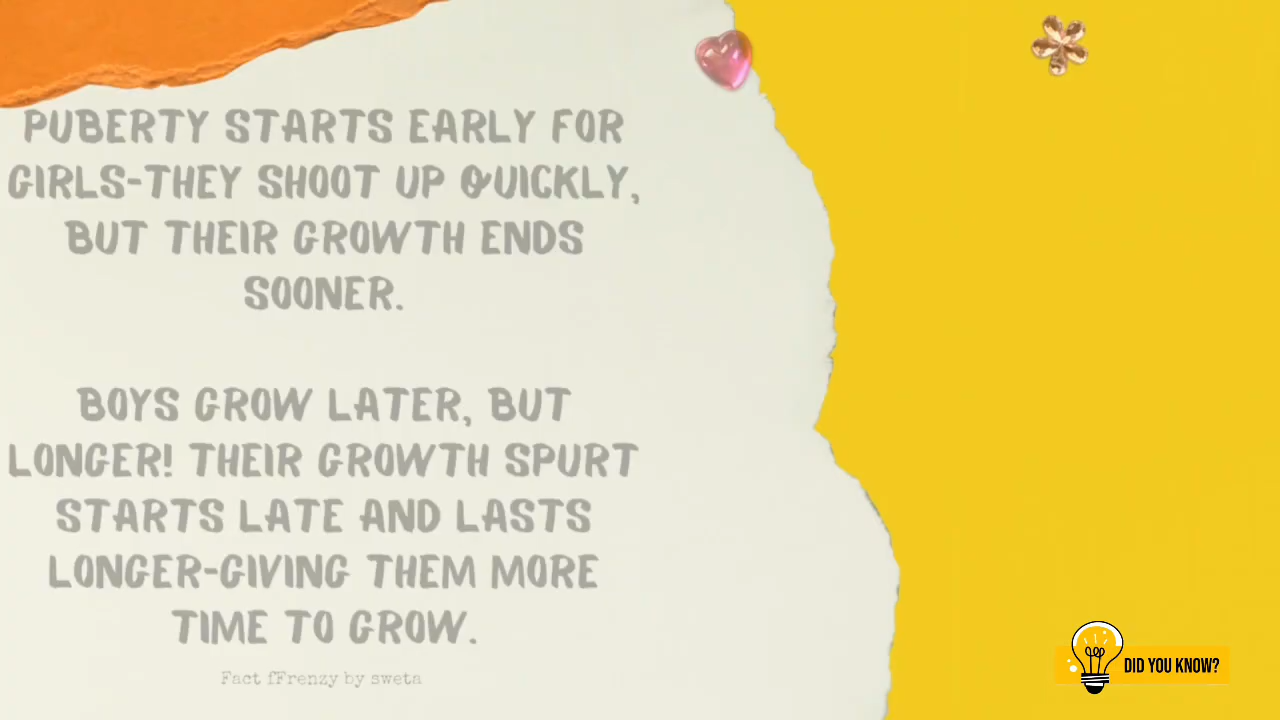 PUBERTY STARTS EARLY FOR
GIRLS-THEY SHOOT UP QUICKLY,
BUT THEIR GROWTH ENDS
SOONER.
BOYS GROW LATER, BUT
LONGER! THEIR GROWTH SPURT
STARTS LATE AND LASTS
LONGER-GIVING THEM MORE
TIME TO GROW.
Fact fFrenzy by sweta
DID YOU KNOW?